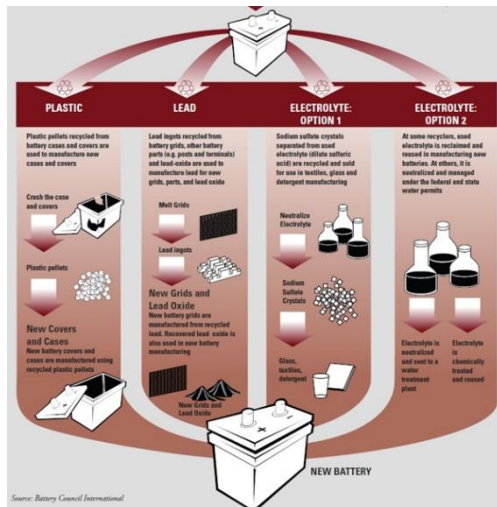 PLASTIC
Plastic pellets recycled from
battery cases and covers are
used to manufacture new
cases and covers
Crush the case
and covers
Plastic pellets
New Covers
and Cases
New battery covers and
cases are manufactured using
recycled plastic pellets
LEAD
Lead ingots recycled from
battery grids, other battery
parts (e.g. posts and terminals)
and lead-oxide are used to
manufacture lead for new
grids, parts, and lead oxide
Melt Grids
Lead ingots
New Grids and
Lead Oxide
New battery grids are
manufactured from recycled
lead. Recovered lead oxide is
also used in new battery
manufacturing
New Grids and
Lead Oxide
ELECTROLYTE:
OPTION 1
Sodium sulfate crystals
separated from used
electrolyte (dilute sulfuric
acid) are recycled and sold
for use in textiles, glass and
detergent manufacturing
Neutralize
Electrolyte
Sodium
Sulfate
Crystals
Glass,
textiles,
detergent
ELECTROLYTE:
OPTION 2
At some recyclers, used
electrolyte is reclaimed and
reused in manufacturing new
batteries. At others, it is
neutralized and managed
under the federal and state
water permits
Electrolyte is
neutralized
and sent to a
water
treatment
plant
Electrolyte
is
chemically
treated
and reused
NEW BATTERY
Source: Battery Council International